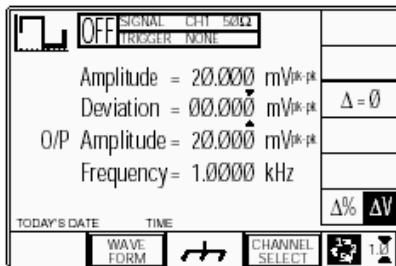 OFF SIGNAL CH1 50Ω
TRIGGER NONE
Amplitude = 20.000 mVpk-pk
Deviation = 00.000 mVpk-pk
Δ = 0
O/P Amplitude = 20.000 mVpk-pk
Frequency = 1.0000 kHz
Δ% ΔV
TODAY'S DATE TIME
WAVE
FORM
CHANNEL
SELECT
1.0